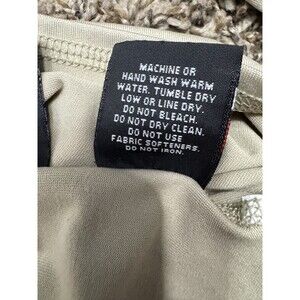 MACHINE OR
HAND WASH WARM
WATER. TUMBLE DRY
LOW OR LINE DRY.
DO NOT BLEACH.
DO NOT DRY CLEAN.
DO NOT USE
FABRIC SOFTENERS.
DO NOT IRON.